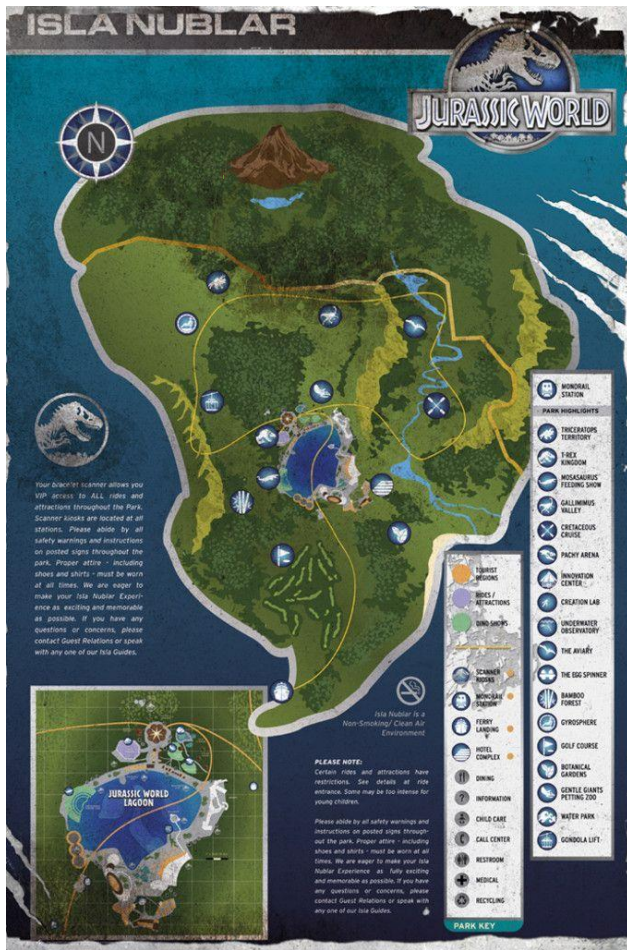 ISLA NUBLAR
JURASSIC WORLD
N
Your bracelet scanner allows you
VIP access to ALL rides and
attractions throughout the Park.
Scanner kiosks are located at all
stations. Please abide by all
safety warnings and instructions
on posted signs throughout the
park. Proper attire - including
shoes and shirts - must be worn
at all times. We are eager to
make your Isla Nublar Experi-
ence as exciting and memorable
as possible. If you have any
questions or concerns, please
contact Guest Relations or speak
with any one of our Isla Guides.
MONORAIL
STATION
PARK HIGHLIGHTS
TRICERATOPS
TERRITORY
T-REX
KINGDOM
MOSASAURUS
FEEDING SHOW
GALLIMIMUS
VALLEY
CRETACEOUS
CRUISE
PACHY ARENA
INNOVATION
CENTER
CREATION LAB
UNDERWATER
OBSERVATORY
THE AVIARY
THE EGG SPINNER
BAMBOO
FOREST
GYROSPHERE
GOLF COURSE
BOTANICAL
GARDENS
GENTLE GIANTS
PETTING ZOO
WATER PARK
GONDOLA LIFT
TOURIST
REGIONS
RIDES /
ATTRACTIONS
DINO SHOWS
SCANNER
KIOSKS
MONORAIL
STATION
FERRY
LANDING
HOTEL
COMPLEX
DINING
INFORMATION
CHILD CARE
CALL CENTER
RESTROOM
MEDICAL
RECYCLING
PARK KEY
Isla Nublar is a
Non-Smoking/ Clean Air
Environment
PLEASE NOTE:
Certain rides and attractions have
restrictions. See details at ride
entrance. Some may be too intense for
young children.
Please abide by all safety warnings and
instructions on posted signs through-
out the park. Proper attire - including
shoes and shirts - must be worn at all
times. We are eager to make your Isla
Nublar Experience as fully exciting
and memorable as possible. If you have
any questions or concerns, please
contact Guest Relations or speak with
any one of our Isla Guides.
JURASSIC WORLD
LAGOON